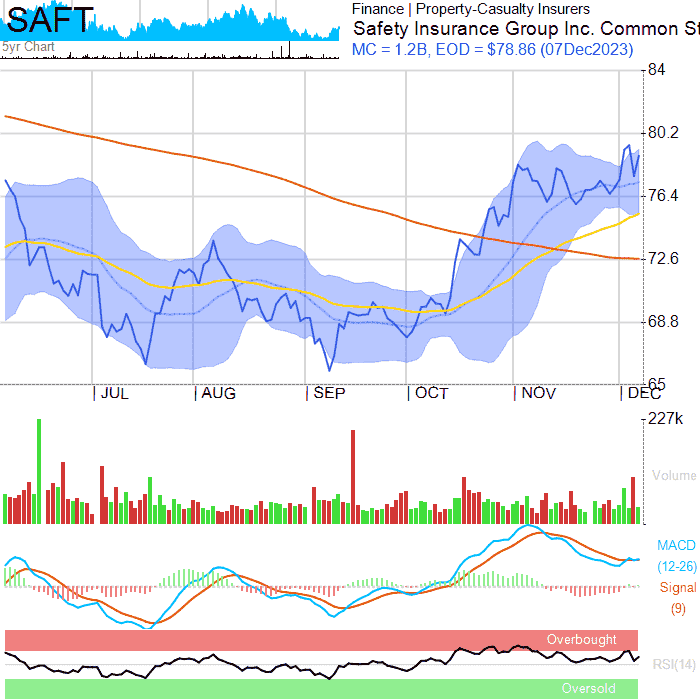 SAFT
5yr Chart
Finance | Property-Casualty Insurers
Safety Insurance Group Inc. Common St
MC = 1.2B, EOD = $78.86 (07Dec2023)
84
80.2
76.4
72.6
68.8
65
JUL AUG SEP OCT NOV DEC
227k
Volume
MACD
(12-26)
Signal
(9)
Overbought
RSI(14)
Oversold